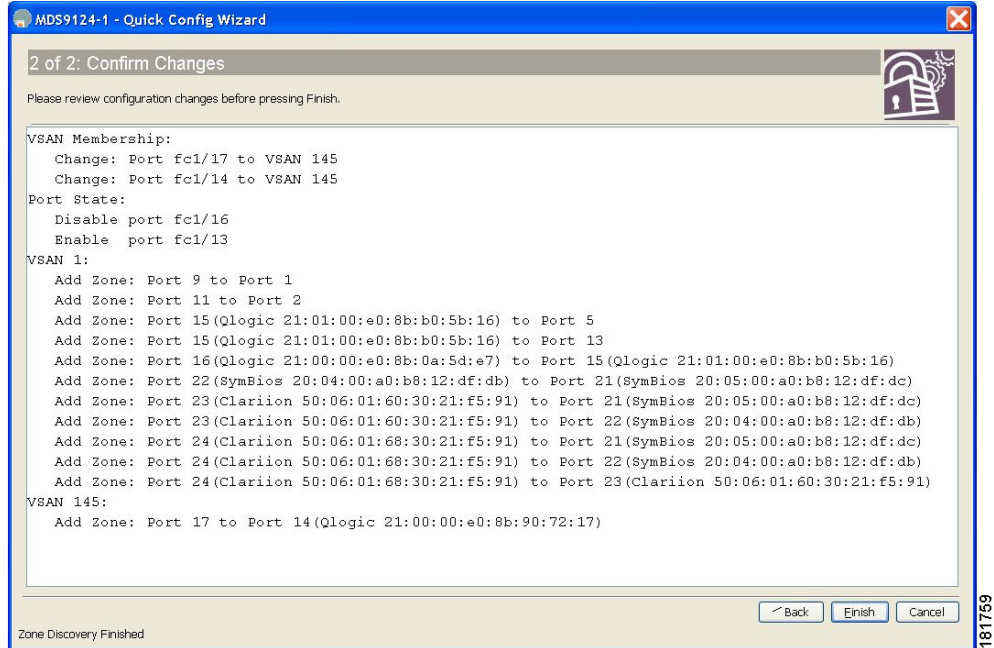 MDS9124-1 - Quick Config Wizard
2 of 2: Confirm Changes
Please review configuration changes before pressing Finish.
VSAN Membership:
Change: Port fc1/17 to VSAN 145
Change: Port fc1/14 to VSAN 145
Port State:
Disable port fc1/16
Enable port fc1/13
VSAN 1:
Add Zone: Port 9 to Port 1
Add Zone: Port 11 to Port 2
Add Zone: Port 15(Qlogic 21:01:00:e0:8b:b0:5b:16) to Port 5
Add Zone: Port 15(Qlogic 21:01:00:e0:8b:b0:5b:16) to Port 13
Add Zone: Port 16(Qlogic 21:00:00:e0:8b:0a:5d:e7) to Port 15(Qlogic 21:01:00:e0:8b:b0:5b:16)
Add Zone: Port 22(SymBios 20:04:00:a0:b8:12:df:db) to Port 21(SymBios 20:05:00:a0:b8:12:df:dc)
Add Zone: Port 23(Clariion 50:06:01:60:30:21:f5:91) to Port 21(SymBios 20:05:00:a0:b8:12:df:dc)
Add Zone: Port 23(Clariion 50:06:01:60:30:21:f5:91) to Port 22(SymBios 20:04:00:a0:b8:12:df:db)
Add Zone: Port 24(Clariion 50:06:01:68:30:21:f5:91) to Port 21(SymBios 20:05:00:a0:b8:12:df:dc)
Add Zone: Port 24(Clariion 50:06:01:68:30:21:f5:91) to Port 22(SymBios 20:04:00:a0:b8:12:df:db)
Add Zone: Port 24(Clariion 50:06:01:68:30:21:f5:91) to Port 23(Clariion 50:06:01:60:30:21:f5:91)
VSAN 145:
Add Zone: Port 17 to Port 14(Qlogic 21:00:00:e0:8b:90:72:17)
Back Finish Cancel
Zone Discovery Finished
181759